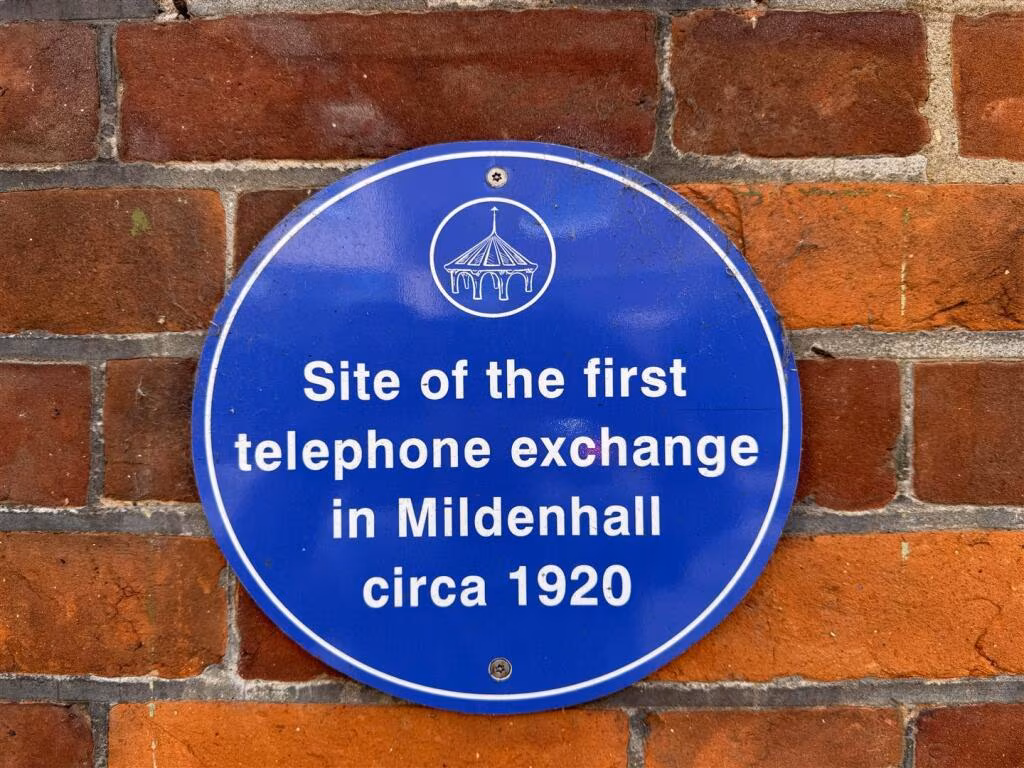 Site of the first
telephone exchange
in Mildenhall
circa 1920